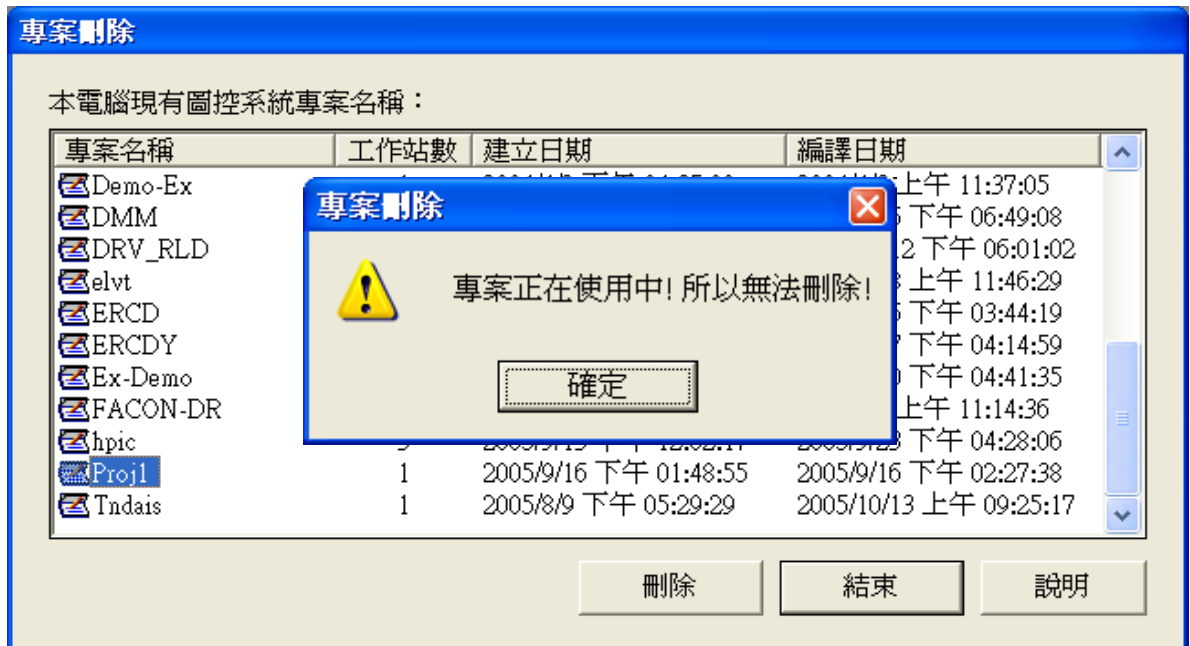 專案刪除
本電腦現有圖控系統專案名稱：
專案名稱 工作站數 建立日期 編譯日期
Demo-Ex 上午 11:37:05
專案刪除
DMM 下午 06:49:08
DRV_RLD 下午 06:01:02
專案正在使用中! 所以無法刪除!
elvt 上午 11:46:29
ERCD 下午 03:44:19
ERCDY 下午 04:14:59
確定
Ex-Demo 下午 04:41:35
FACON-DR 上午 11:14:36
hpic 下午 04:28:06
Proj1 1 2005/9/16 下午 01:48:55 2005/9/16 下午 02:27:38
Tndais 1 2005/8/9 下午 05:29:29 2005/10/13 上午 09:25:17
刪除 結束 說明